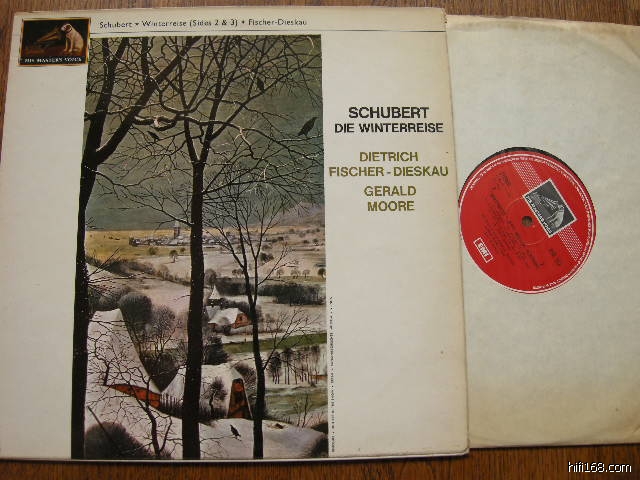 Schubert • Winterreise (Sides 2 & 3) • Fischer-Dieskau
HIS MASTER'S VOICE
SCHUBERT
DIE WINTERREISE
DIETRICH
FISCHER-DIESKAU
GERALD
MOORE
EMI
hifi168.com